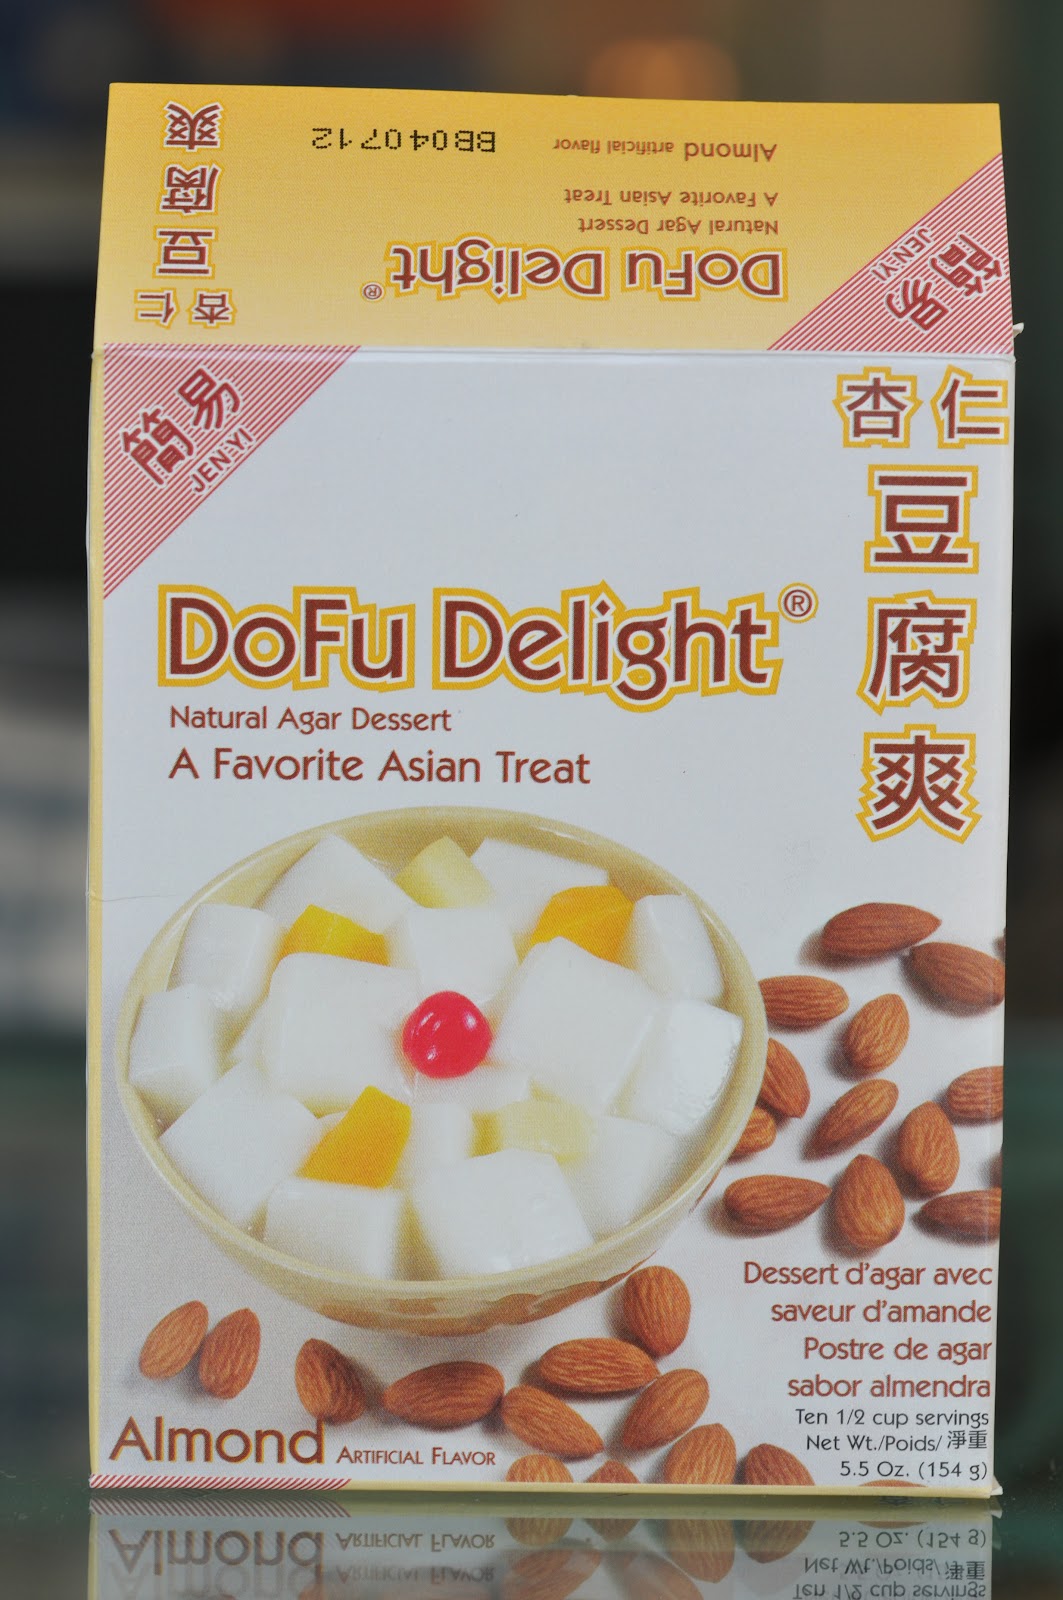 杏仁
豆
腐
爽
BB040712
Almond artificial flavor
A Favorite Asian Treat
Natural Agar Dessert
DoFu Delight®
簡易
JEN-YI
簡易
JEN-YI
杏仁
豆
腐
爽
DoFu Delight®
Natural Agar Dessert
A Favorite Asian Treat
Dessert d'agar avec
saveur d'amande
Postre de agar
sabor almendra
Ten 1/2 cup servings
Net Wt./Poids/淨重
5.5 Oz. (154 g)
Almond ARTIFICIAL FLAVOR